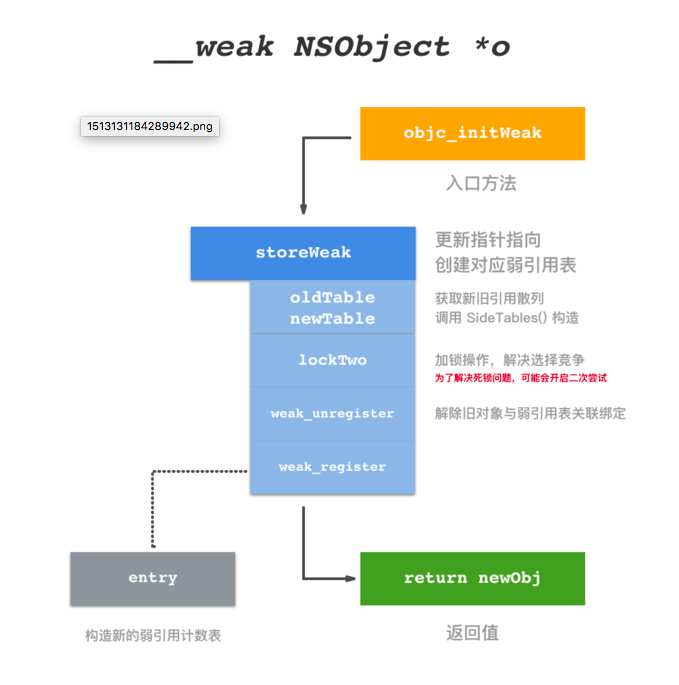 __weak NSObject *o
1513131184289942.png
objc_initWeak
入口方法
storeWeak
更新指针指向
创建对应弱引用表
oldTable
newTable
获取新旧引用散列
调用 SideTables() 构造
lockTwo
加锁操作，解决选择竞争
为了解决死锁问题，可能会开启二次尝试
weak_unregister
解除旧对象与弱引用表关联绑定
weak_register
entry
return newObj
构造新的弱引用计数表
返回值